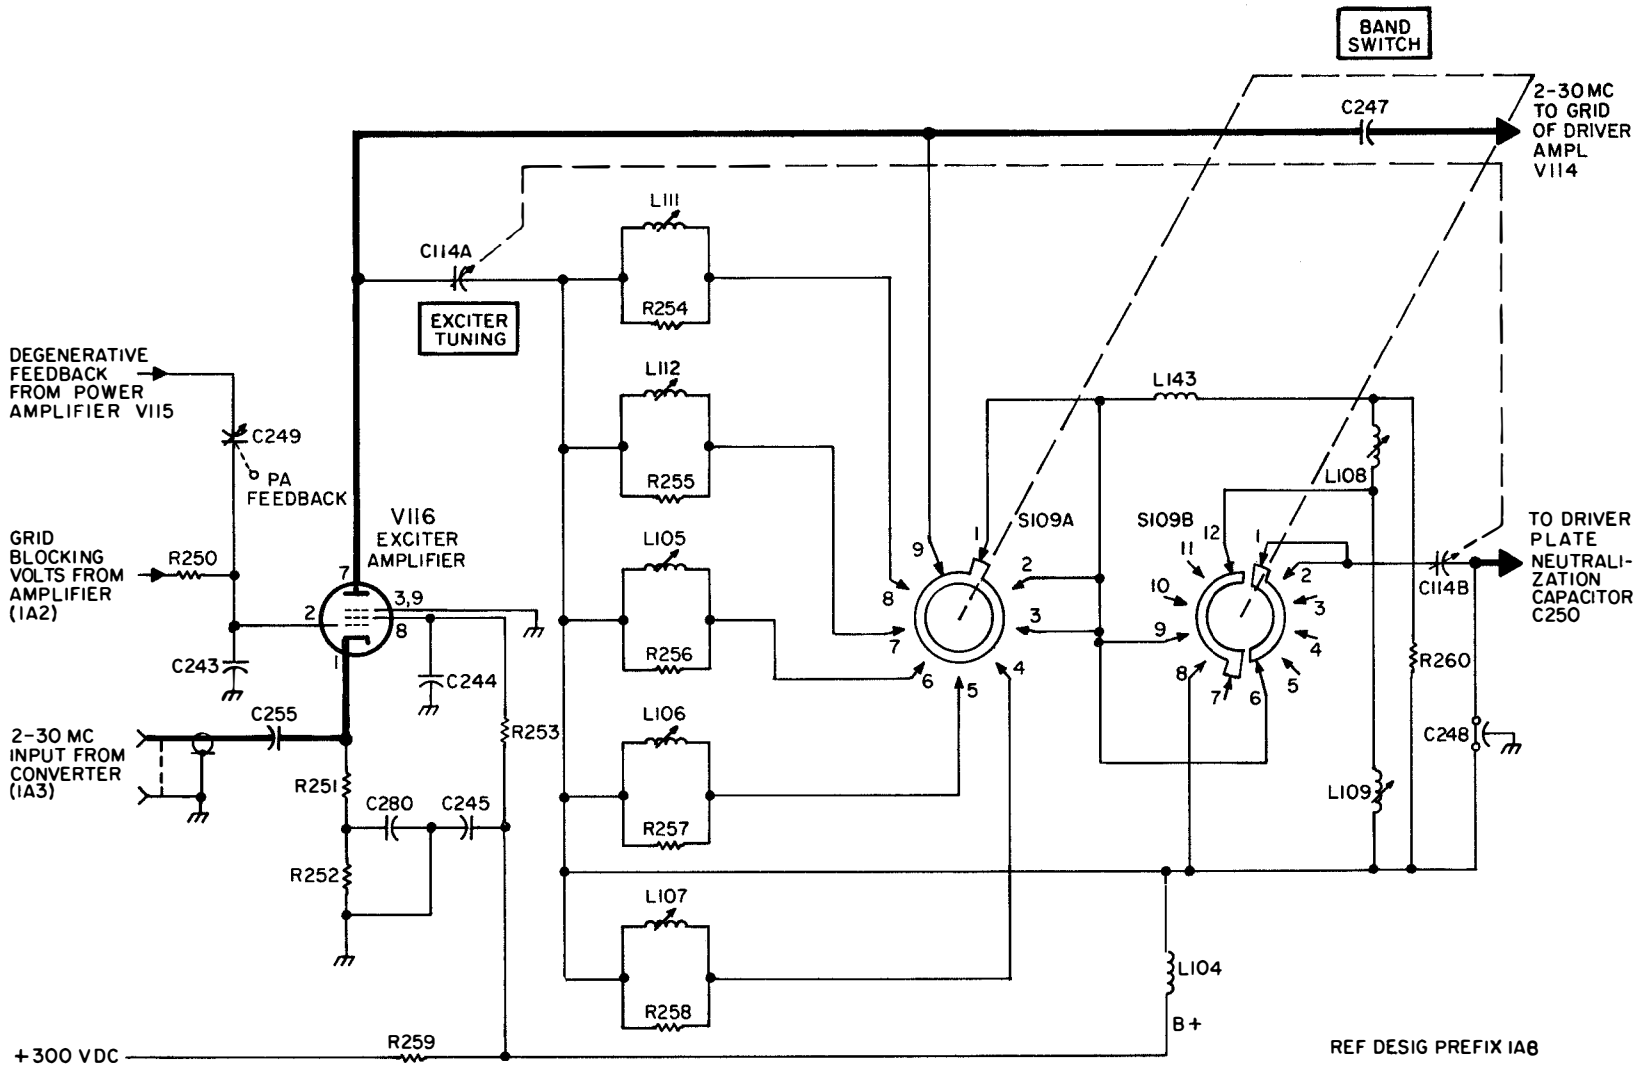 BAND
SWITCH
2-30 MC
TO GRID
OF DRIVER
AMPL
V114
C247
L111
C114A
R254
EXCITER
TUNING
DEGENERATIVE
FEEDBACK
FROM POWER
AMPLIFIER V115
C249
PA
FEEDBACK
L112
R255
L143
L108
GRID
BLOCKING
VOLTS FROM
AMPLIFIER
(1A2)
R250
V116
EXCITER
AMPLIFIER
7
2
3,9
8
1
C243
C244
L105
R256
S109A
1
2
3
4
5
6
7
8
9
S109B
12
1
2
3
4
5
6
7
8
9
10
11
C114B
TO DRIVER
PLATE
NEUTRALI-
ZATION
CAPACITOR
C250
R260
C248
L109
2-30 MC
INPUT FROM
CONVERTER
(1A3)
C255
R251
R253
C280
C245
R252
L106
R257
L107
R258
L104
B+
+300 VDC
R259
REF DESIG PREFIX 1A8